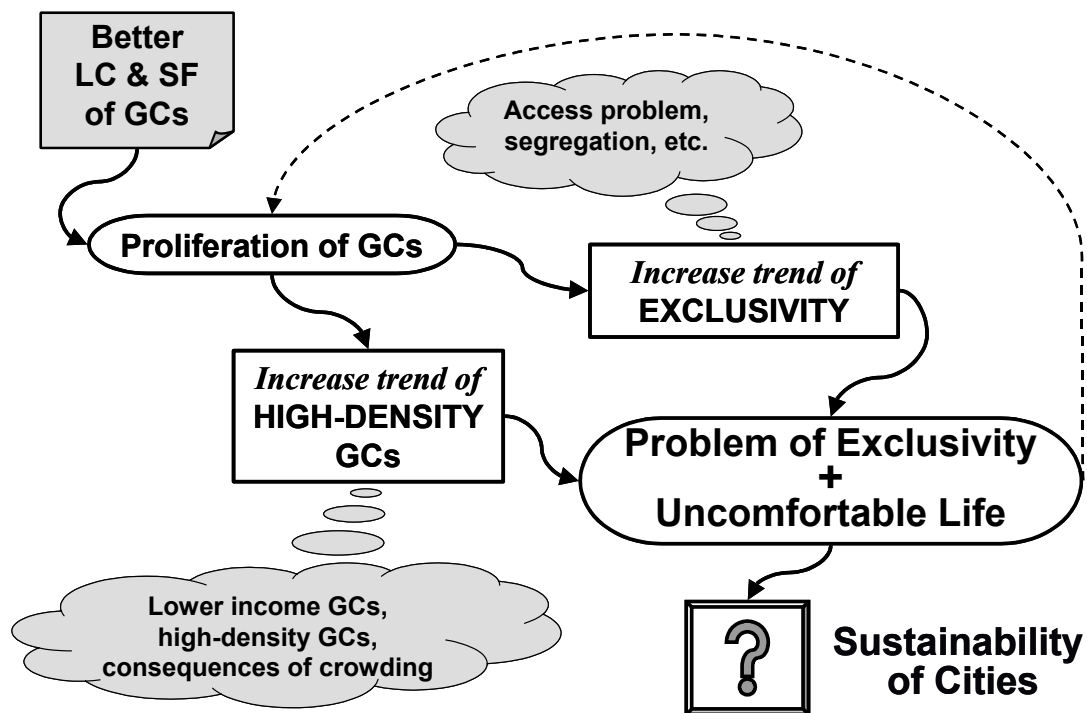 Better
LC & SF
of GCs
Access problem,
segregation, etc.
Proliferation of GCs
Increase trend of
EXCLUSIVITY
Increase trend of
HIGH-DENSITY
GCs
Problem of Exclusivity
+
Uncomfortable Life
Lower income GCs,
high-density GCs,
consequences of crowding
?
Sustainability
of Cities